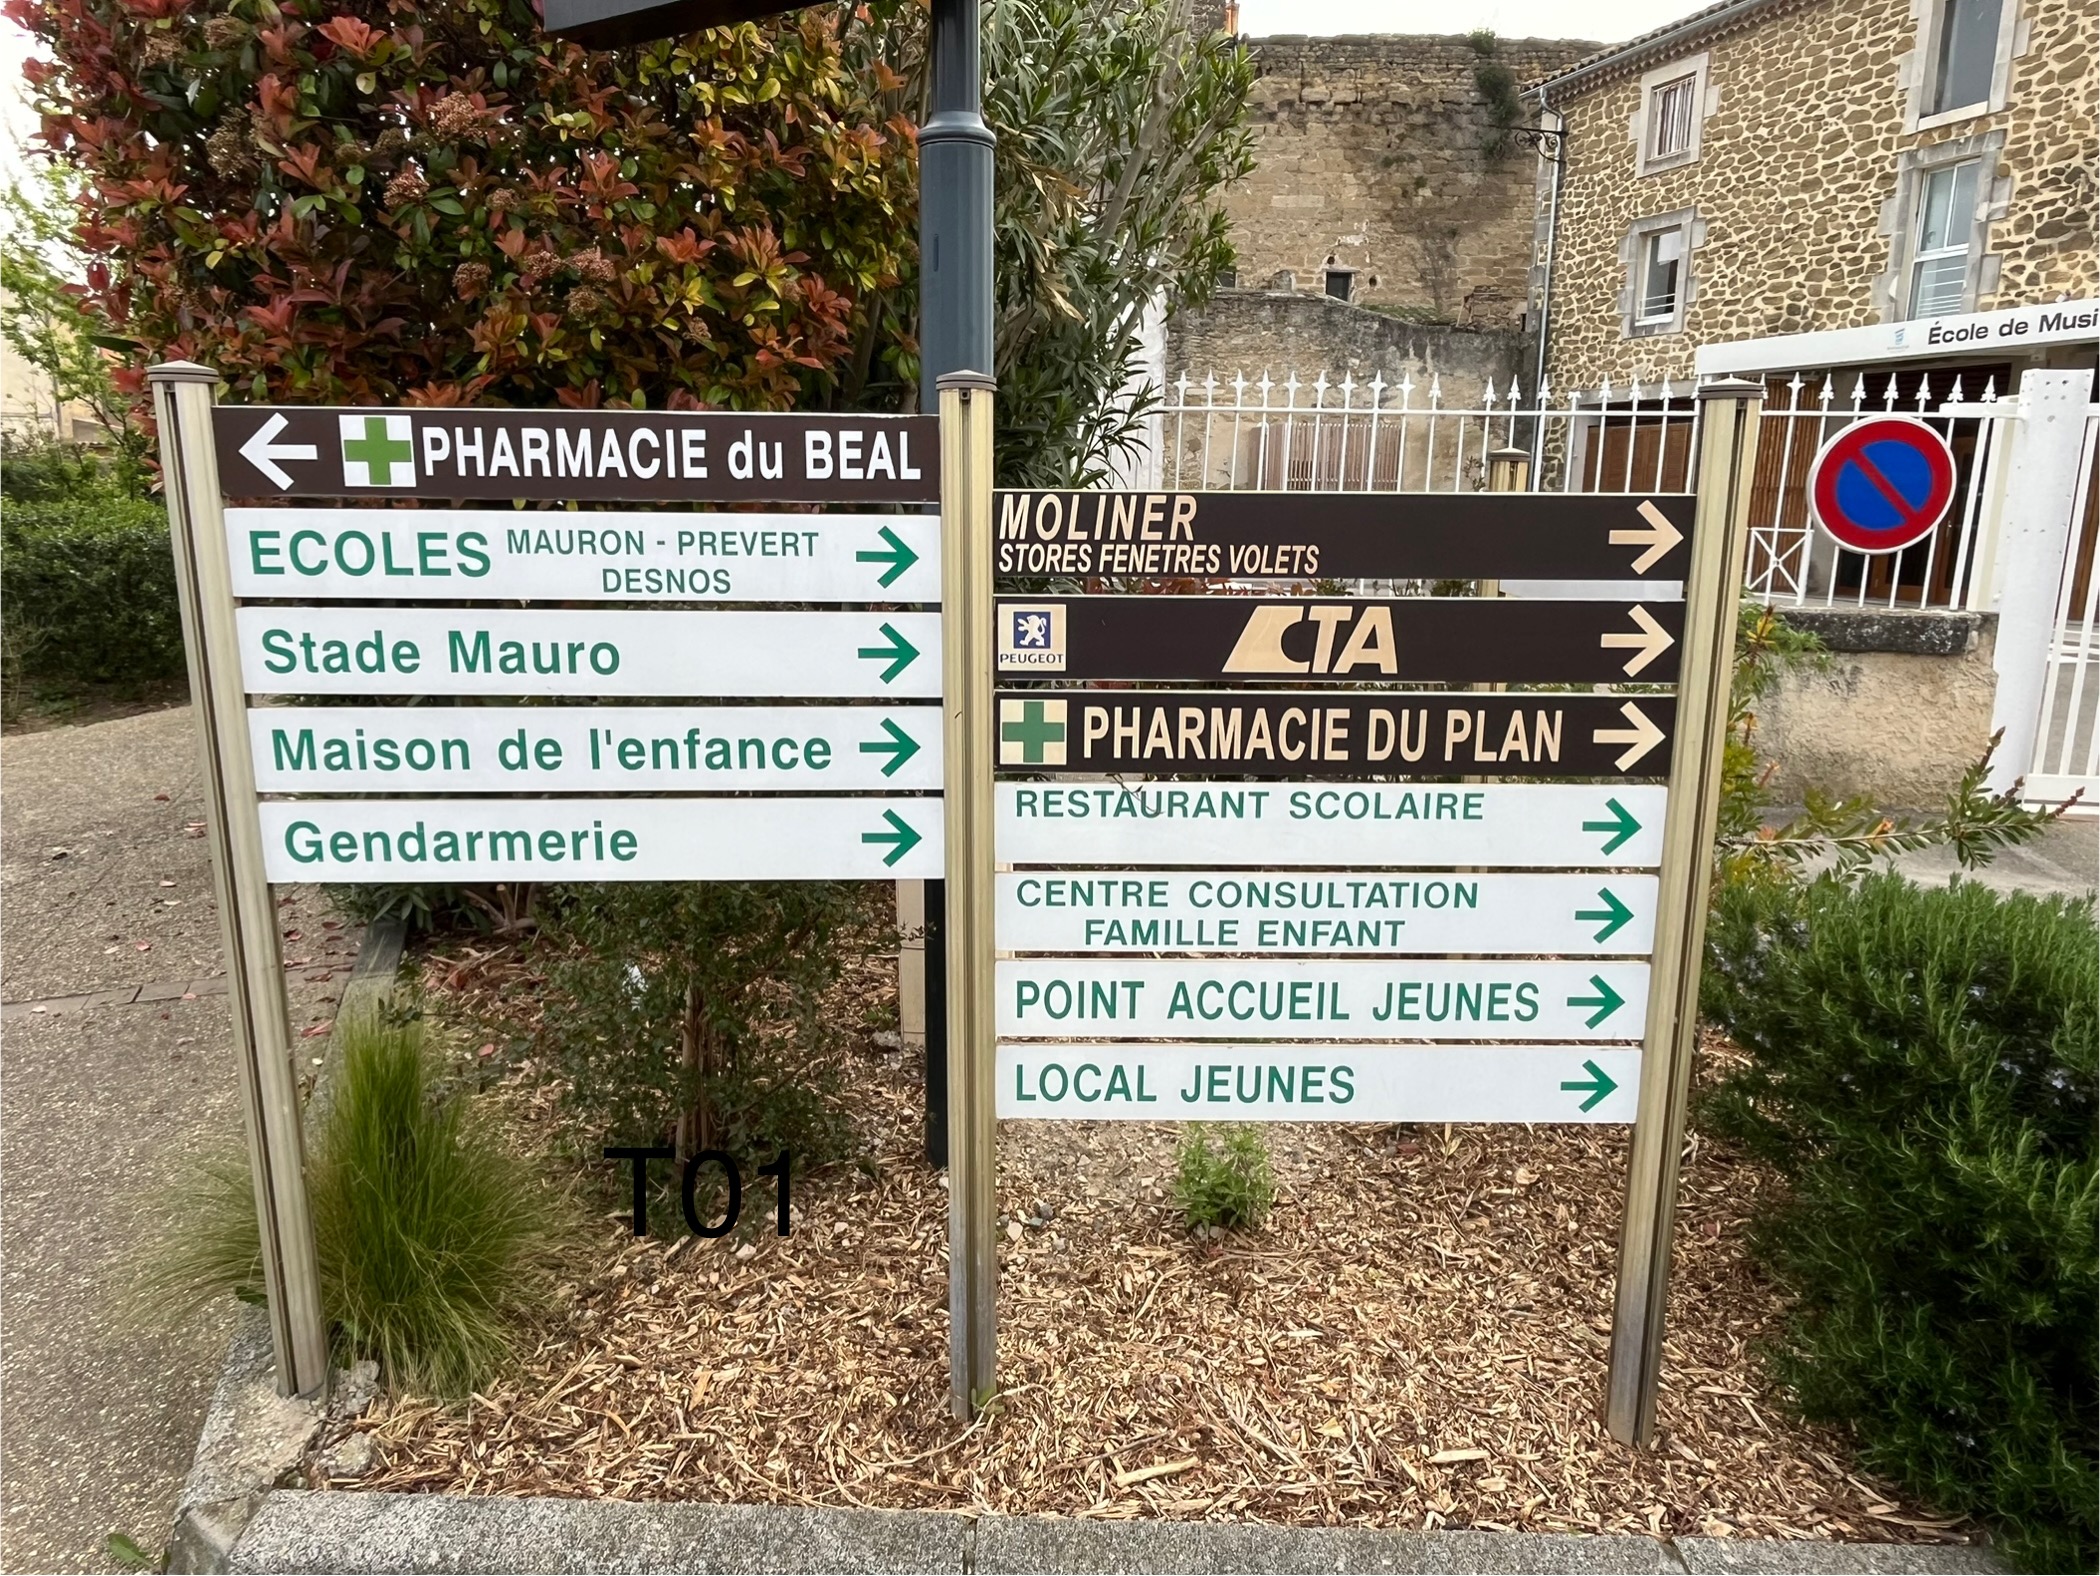 PHARMACIE du BEAL
ECOLES MAURON - PREVERT
DESNOS
Stade Mauro
Maison de l'enfance
Gendarmerie
MOLINER
STORES FENETRES VOLETS
PEUGEOT
CTA
PHARMACIE DU PLAN
RESTAURANT SCOLAIRE
CENTRE CONSULTATION
FAMILLE ENFANT
POINT ACCUEIL JEUNES
LOCAL JEUNES
École de Musi
T01